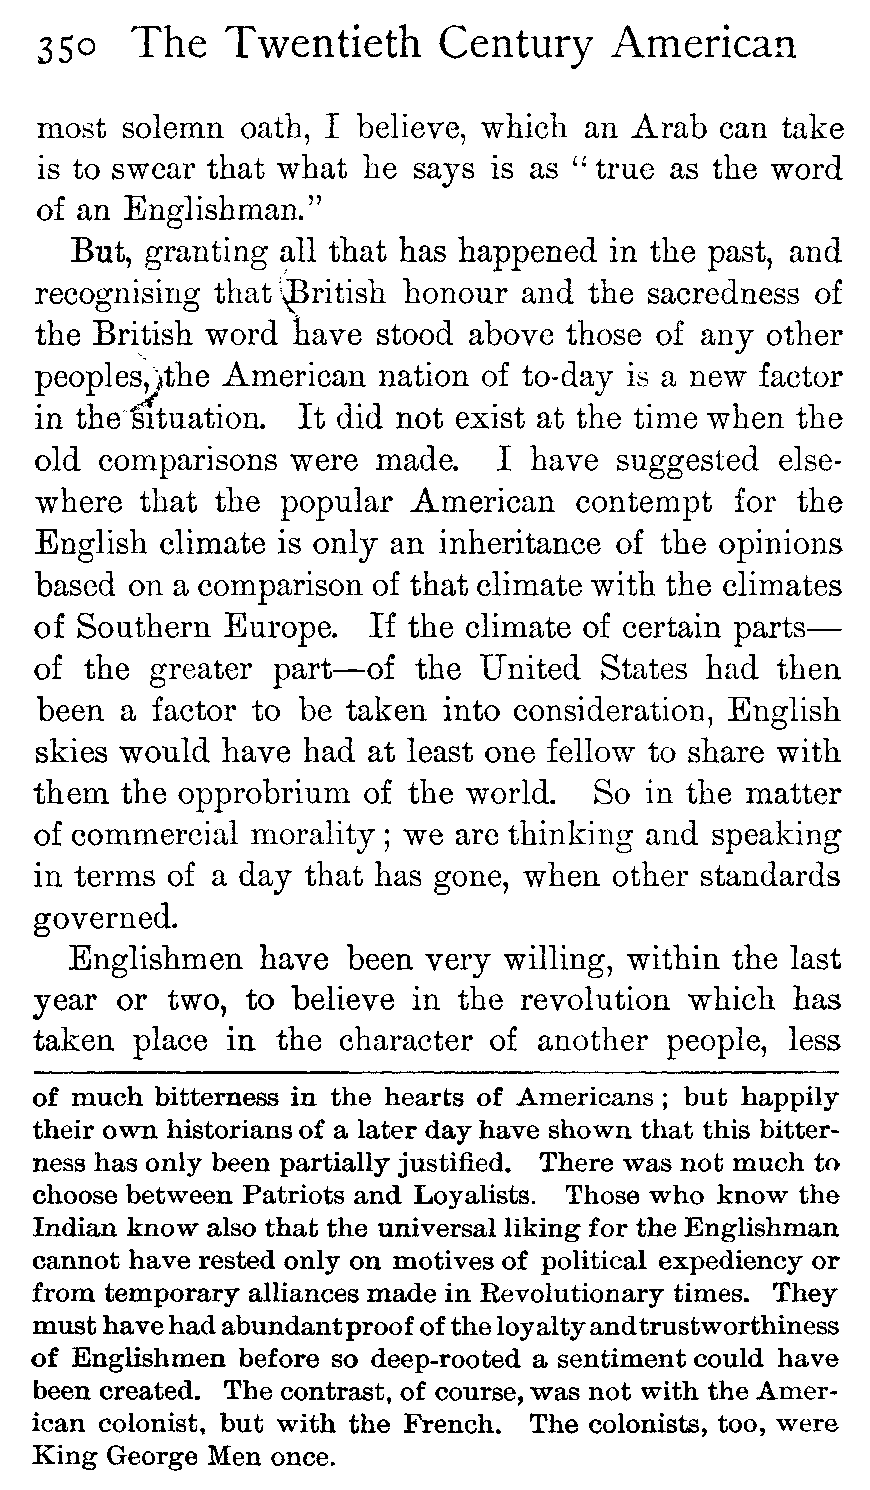 350 The Twentieth Century American
most solemn oath, I believe, which an Arab can take
is to swear that what he says is as "true as the word
of an Englishman."
But, granting all that has happened in the past, and
recognising that British honour and the sacredness of
the British word have stood above those of any other
peoples, the American nation of to-day is a new factor
in the situation. It did not exist at the time when the
old comparisons were made. I have suggested else-
where that the popular American contempt for the
English climate is only an inheritance of the opinions
based on a comparison of that climate with the climates
of Southern Europe. If the climate of certain parts—
of the greater part—of the United States had then
been a factor to be taken into consideration, English
skies would have had at least one fellow to share with
them the opprobrium of the world. So in the matter
of commercial morality; we are thinking and speaking
in terms of a day that has gone, when other standards
governed.
Englishmen have been very willing, within the last
year or two, to believe in the revolution which has
taken place in the character of another people, less
of much bitterness in the hearts of Americans; but happily
their own historians of a later day have shown that this bitter-
ness has only been partially justified. There was not much to
choose between Patriots and Loyalists. Those who know the
Indian know also that the universal liking for the Englishman
cannot have rested only on motives of political expediency or
from temporary alliances made in Revolutionary times. They
must have had abundant proof of the loyalty and trustworthiness
of Englishmen before so deep-rooted a sentiment could have
been created. The contrast, of course, was not with the Amer-
ican colonist, but with the French. The colonists, too, were
King George Men once.